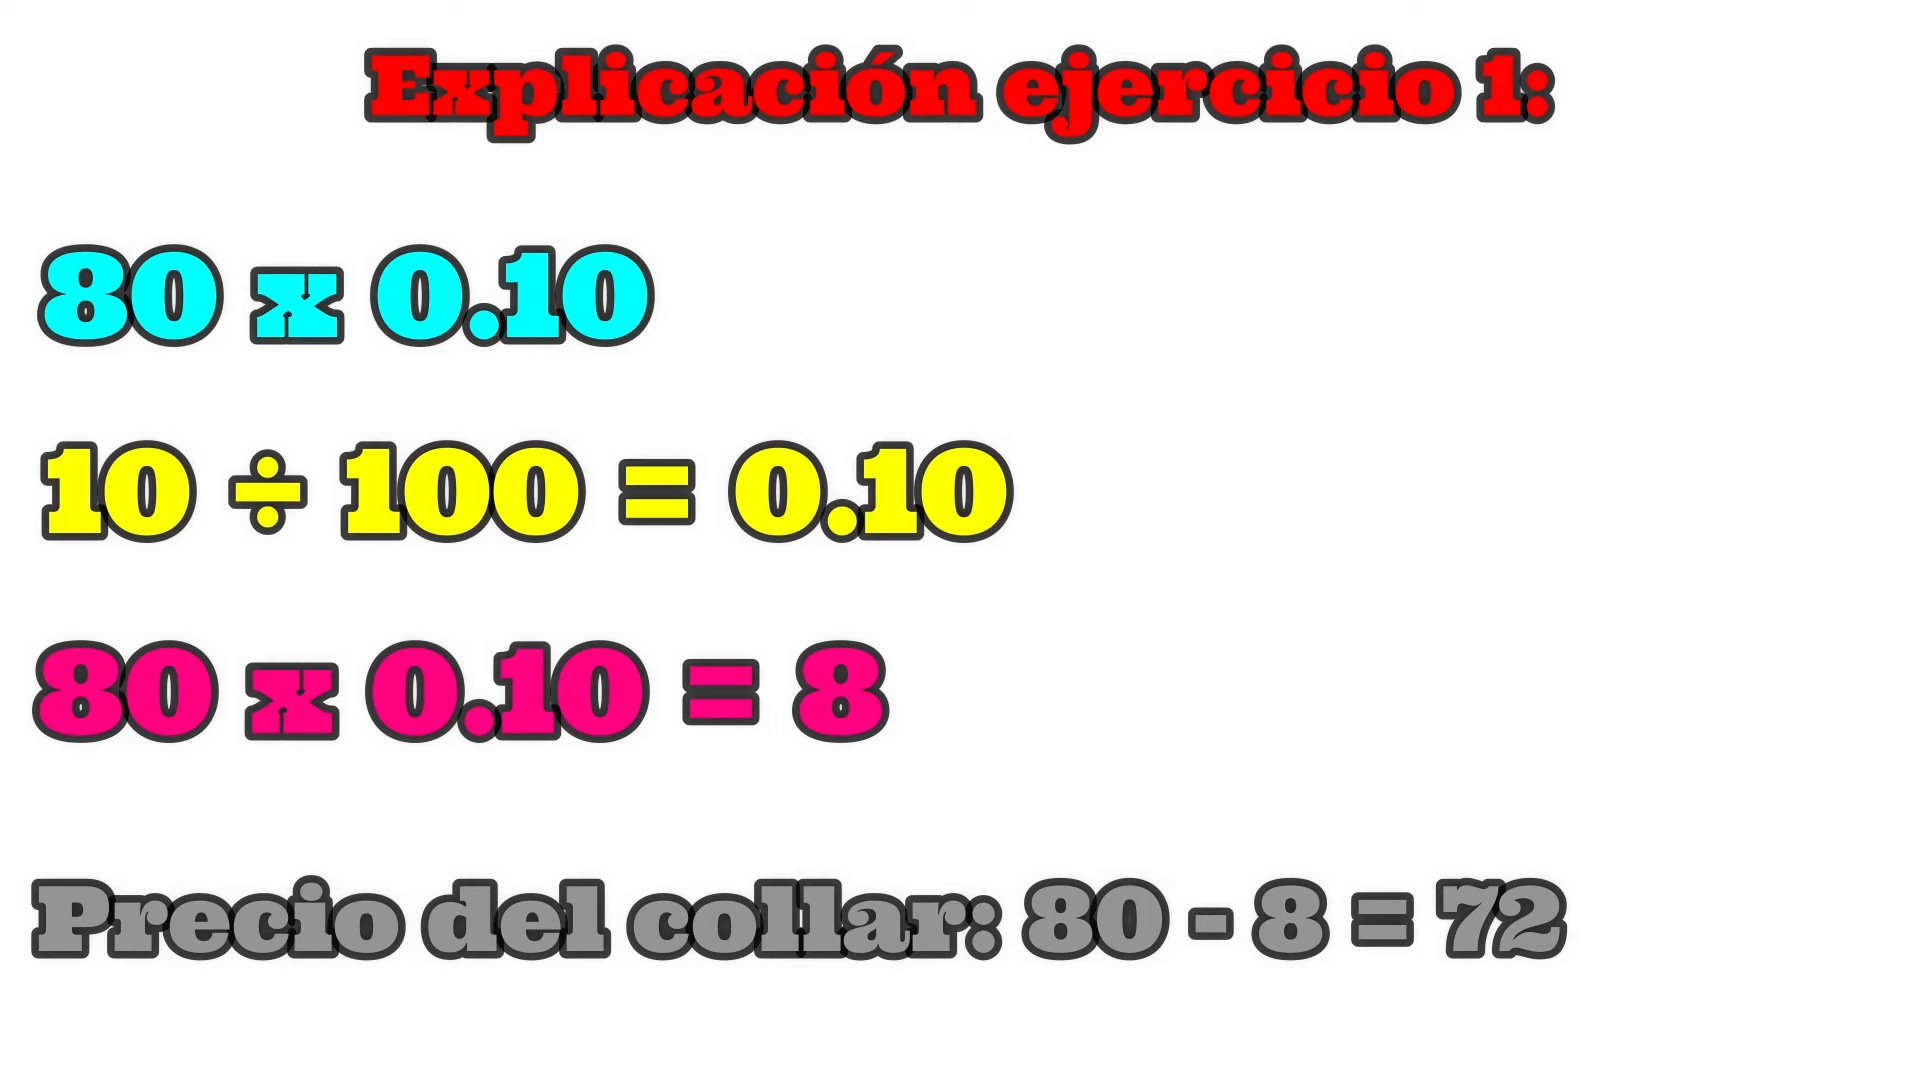 Explicación ejercicio 1:
80 x 0.10
10 ÷ 100 = 0.10
80 x 0.10 = 8
Precio del collar: 80 - 8 = 72